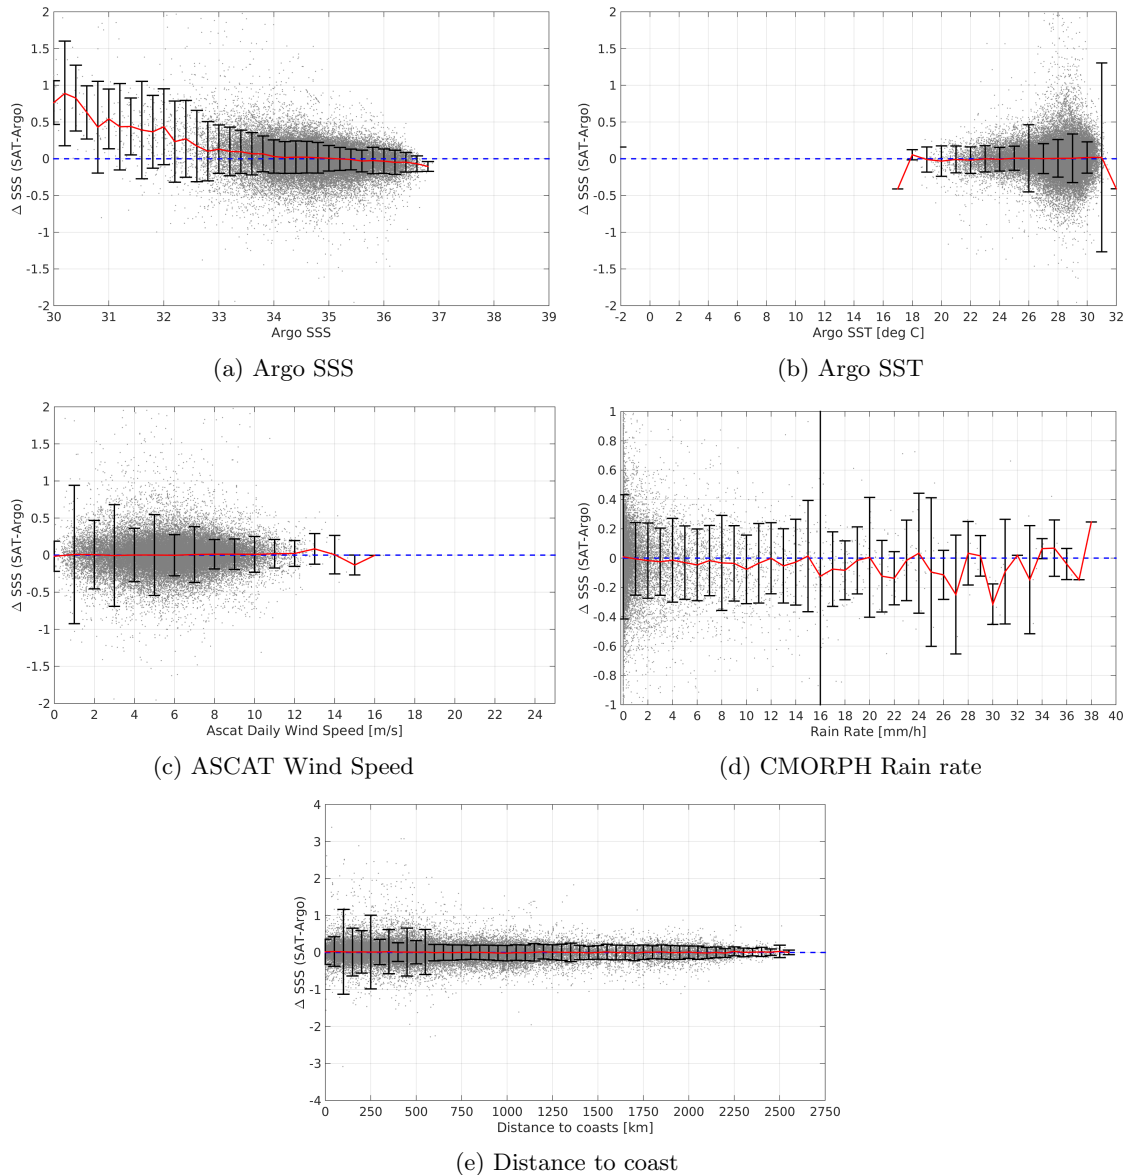 2
1.5
1
0.5
0
-0.5
-1
-1.5
-2
Δ SSS (SAT-Argo)
30 31 32 33 34 35 36 37 38 39
Argo SSS
(a) Argo SSS
2
1.5
1
0.5
0
-0.5
-1
-1.5
-2
Δ SSS (SAT-Argo)
-2 0 2 4 6 8 10 12 14 16 18 20 22 24 26 28 30 32
Argo SST [deg C]
(b) Argo SST
2
1.5
1
0.5
0
-0.5
-1
-1.5
-2
Δ SSS (SAT-Argo)
0 2 4 6 8 10 12 14 16 18 20 22 24
Ascat Daily Wind Speed [m/s]
(c) ASCAT Wind Speed
1
0.8
0.6
0.4
0.2
0
-0.2
-0.4
-0.6
-0.8
-1
Δ SSS (SAT-Argo)
0 2 4 6 8 10 12 14 16 18 20 22 24 26 28 30 32 34 36 38 40
Rain Rate [mm/h]
(d) CMORPH Rain rate
4
3
2
1
0
-1
-2
-3
-4
Δ SSS (SAT-Argo)
0 250 500 750 1000 1250 1500 1750 2000 2250 2500 2750
Distance to coasts [km]
(e) Distance to coast